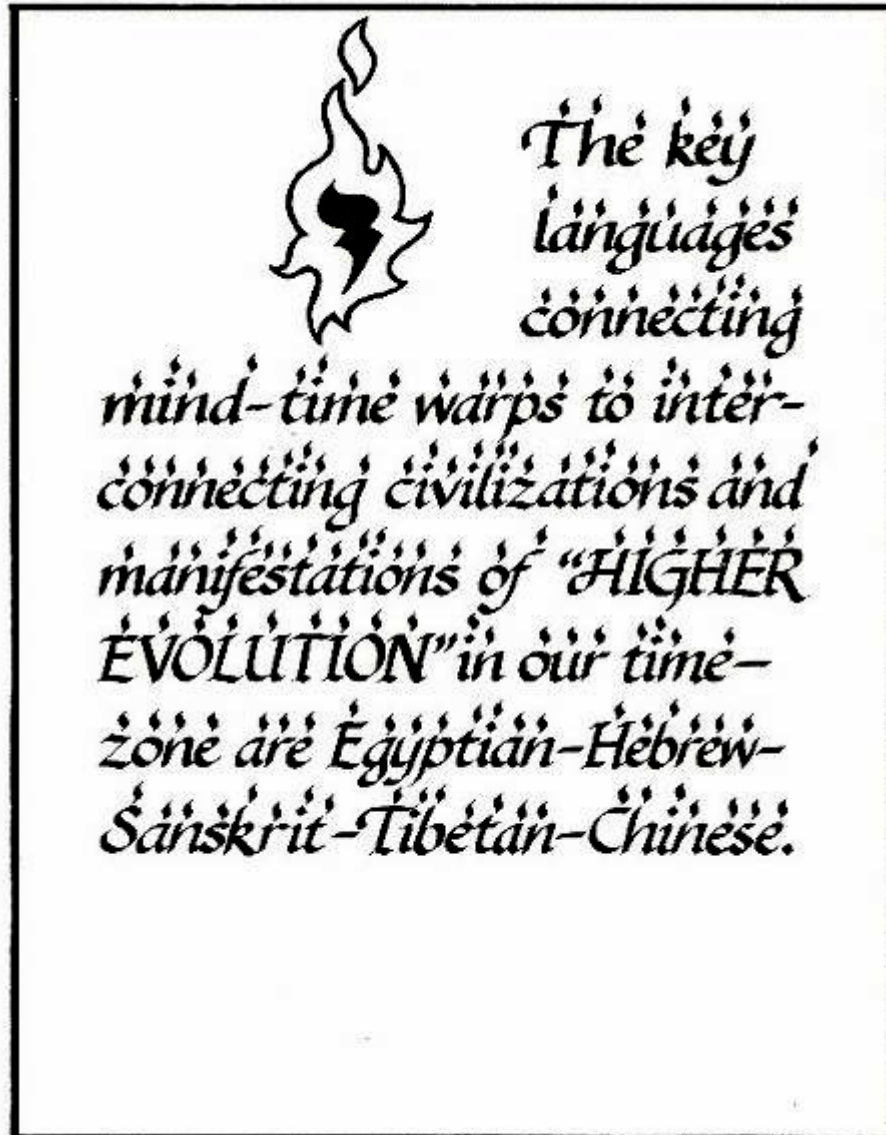 The key
languages
connecting
mind-time warps to inter-
connecting civilizations and
manifestations of "HIGHER
EVOLUTION" in our time-
zone are Egyptian-Hebrew-
Sanskrit-Tibetan-Chinese.